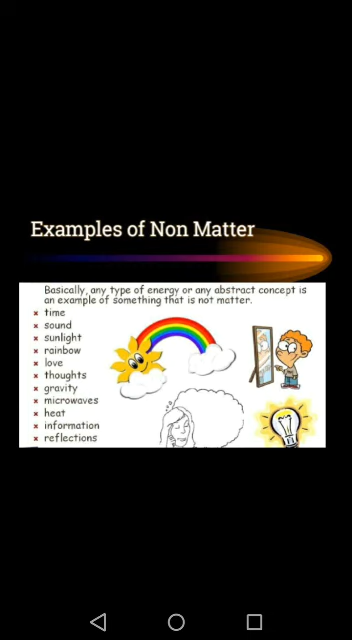 Examples of Non Matter
Basically, any type of energy or any abstract concept is
an example of something that is not matter.
× time
× sound
× sunlight
× rainbow
× love
× thoughts
× gravity
× microwaves
× heat
× information
× reflections